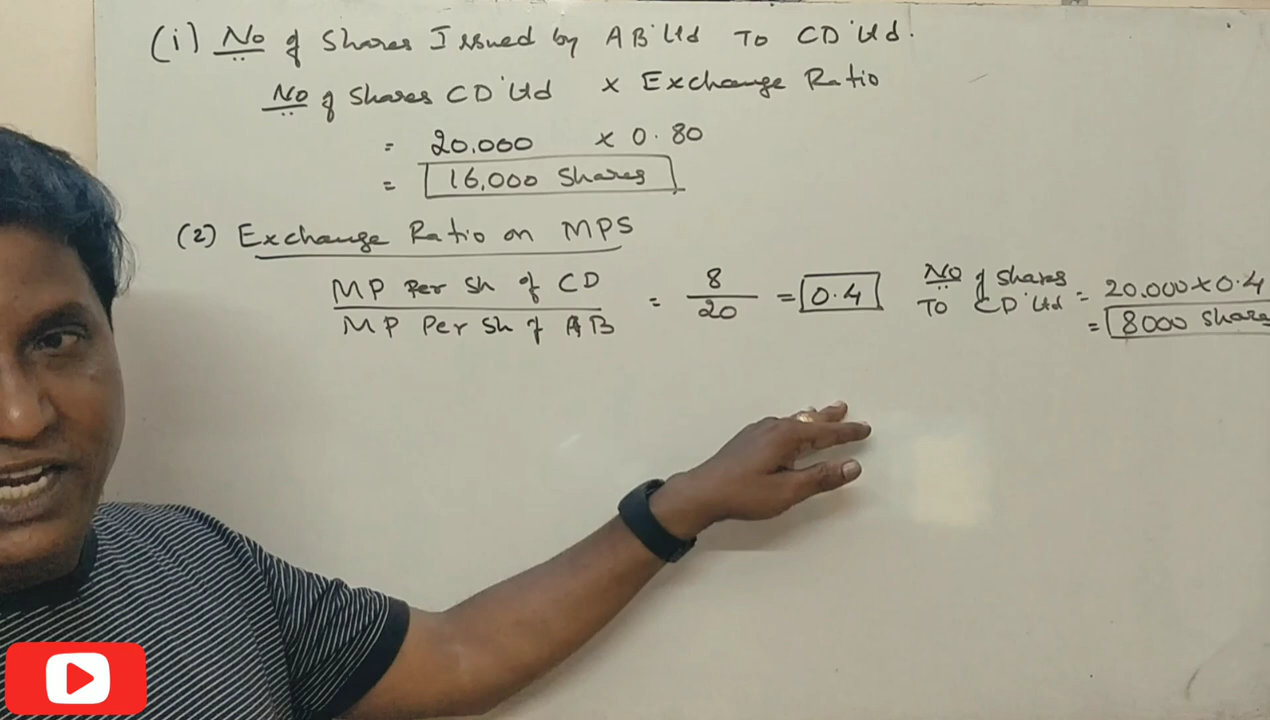 (i) No of Shares Issued by AB Ltd To CD Ltd.
No of Shares CD Ltd x Exchange Ratio
= 20,000 x 0.80
= 16,000 Shares
(2) Exchange Ratio on MPS
MP Per Sh of CD
MP Per Sh of AB
= 8
20
= 0.4
No of Shares
To CD Ltd = 20,000 x 0.4
= 8000 Shares